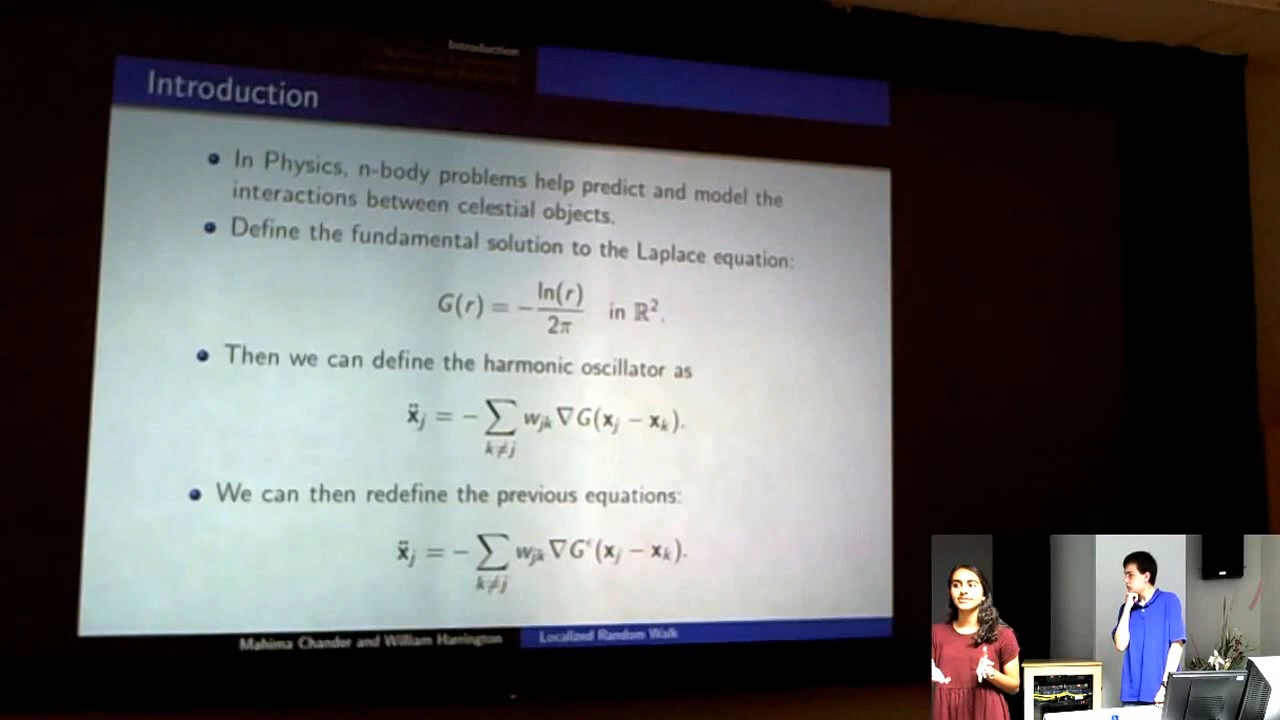 Introduction
Introduction
In Physics, n-body problems help predict and model the
interactions between celestial objects.
Define the fundamental solution to the Laplace equation:
G(r) = − ln(r) / 2π in ℝ².
Then we can define the harmonic oscillator as
ẍⱼ = − ∑_{k≠j} wⱼₖ∇G(xⱼ − xₖ).
We can then redefine the previous equations:
ẍⱼ = − ∑_{k≠j} wⱼₖ∇G^ε(xⱼ − xₖ).
Mahima Chander and William Harrington
Localized Random Walk